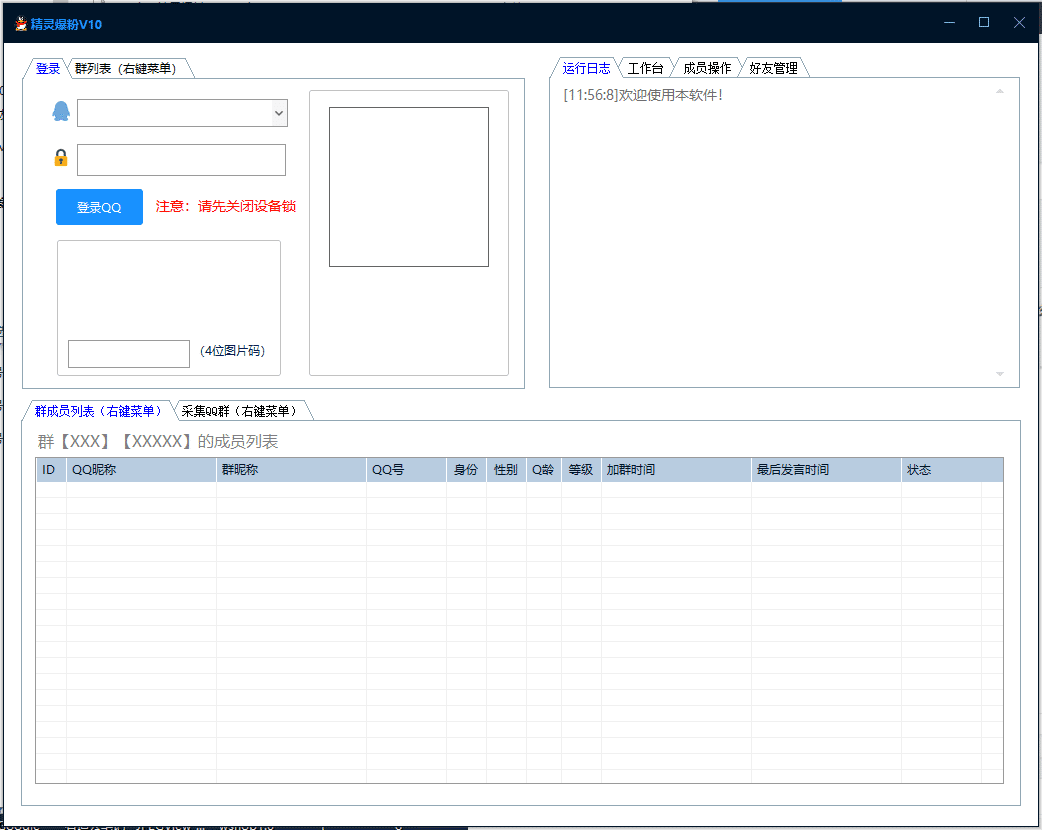 精灵爆粉V10
登录 群列表（右键菜单）
登录QQ 注意：请先关闭设备锁
(4位图片码)
运行日志 工作台 成员操作 好友管理
[11:56:8]欢迎使用本软件!
群成员列表（右键菜单） 采集QQ群（右键菜单）
群【XXX】【XXXXX】的成员列表
ID QQ昵称 群昵称 QQ号 身份 性别 Q龄 等级 加群时间 最后发言时间 状态